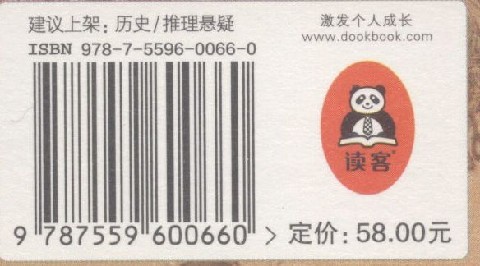 建议上架：历史/推理悬疑
ISBN 978-7-5596-0066-0
激发个人成长
www.dookbook.com
读客®
9 787559 600660 >
定价：58.00元